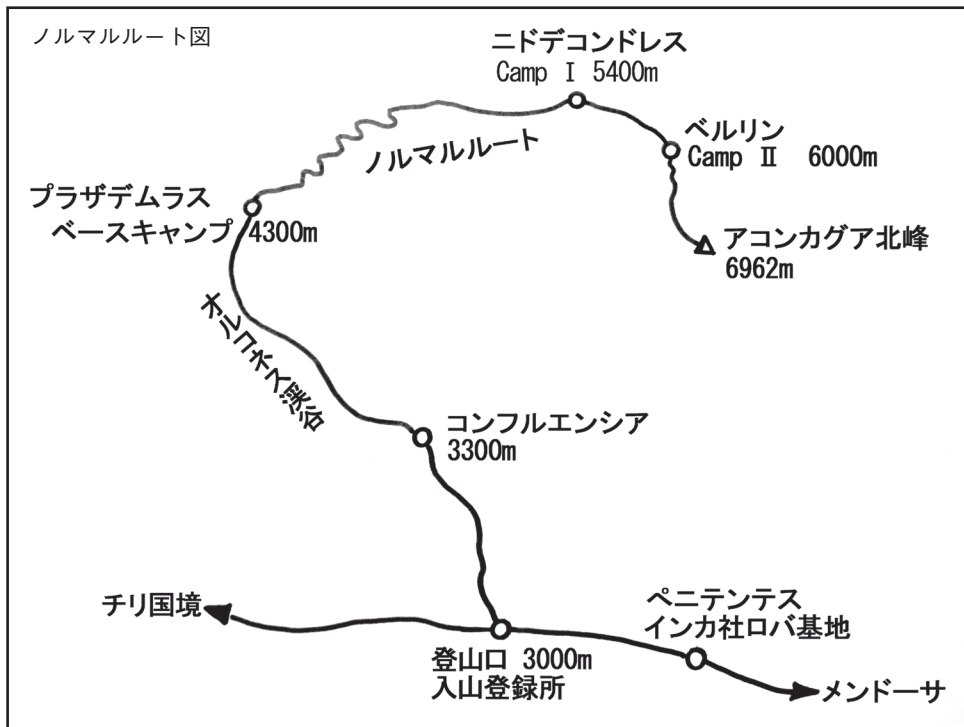 ノルマルルート図
ニドデコンドレス
Camp Ⅰ 5400m
ベルリン
Camp Ⅱ 6000m
ノルマルルート
プラザデムラス
ベースキャンプ 4300m
アコンカグア北峰
6962m
オルコネス渓谷
コンフルエンシア
3300m
チリ国境
ペニテンテス
インカ社ロバ基地
登山口 3000m
入山登録所
メンドーサ